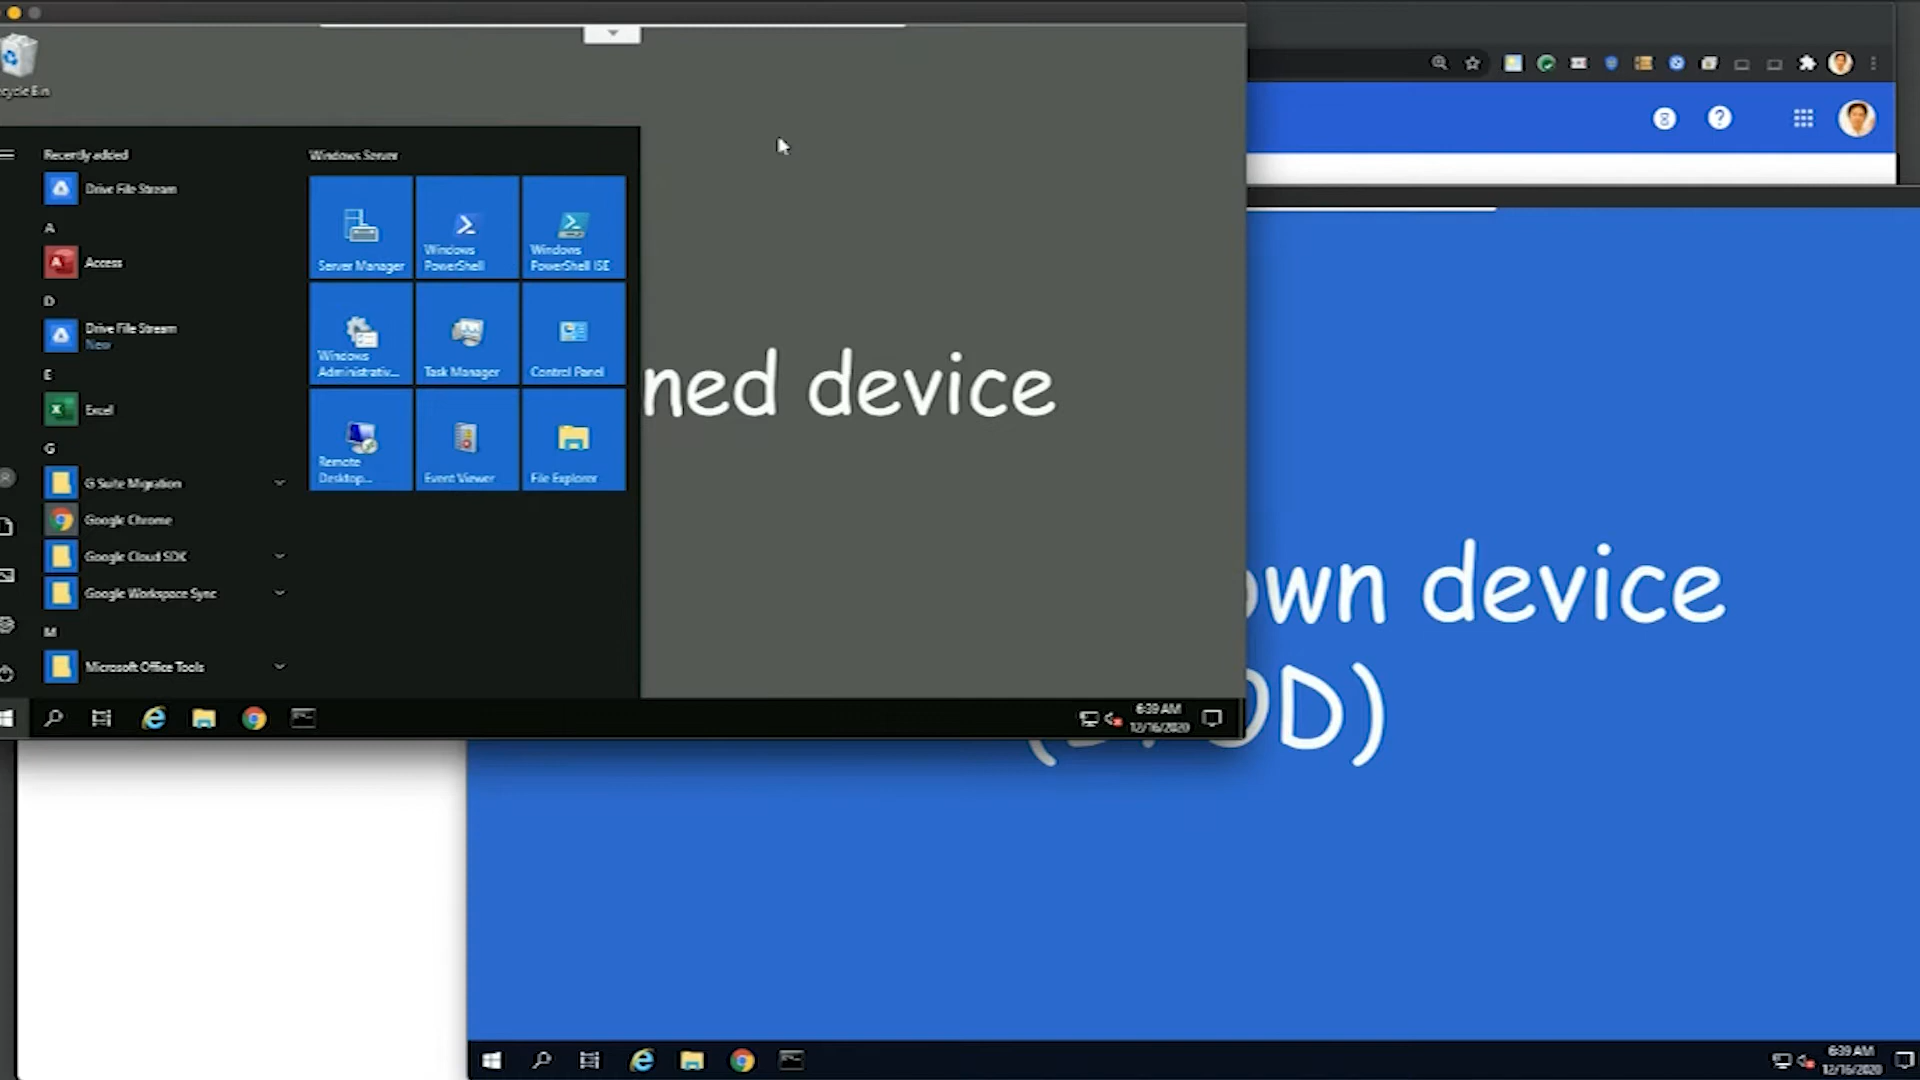 Recently added
Drive File Stream
A
Access
D
Drive File Stream
New
E
Excel
G
G Suite Migration
Google Chrome
Google Cloud SDK
Google Workspace Sync
M
Microsoft Office Tools
Windows Server
Server Manager
Windows
PowerShell
Windows
PowerShell ISE
Windows
Administrativ...
Task Manager
Control Panel
Remote
Desktop...
Event Viewer
File Explorer
ned device
6:39 AM
12/16/2020
own device
OD)
6:39 AM
12/16/2020